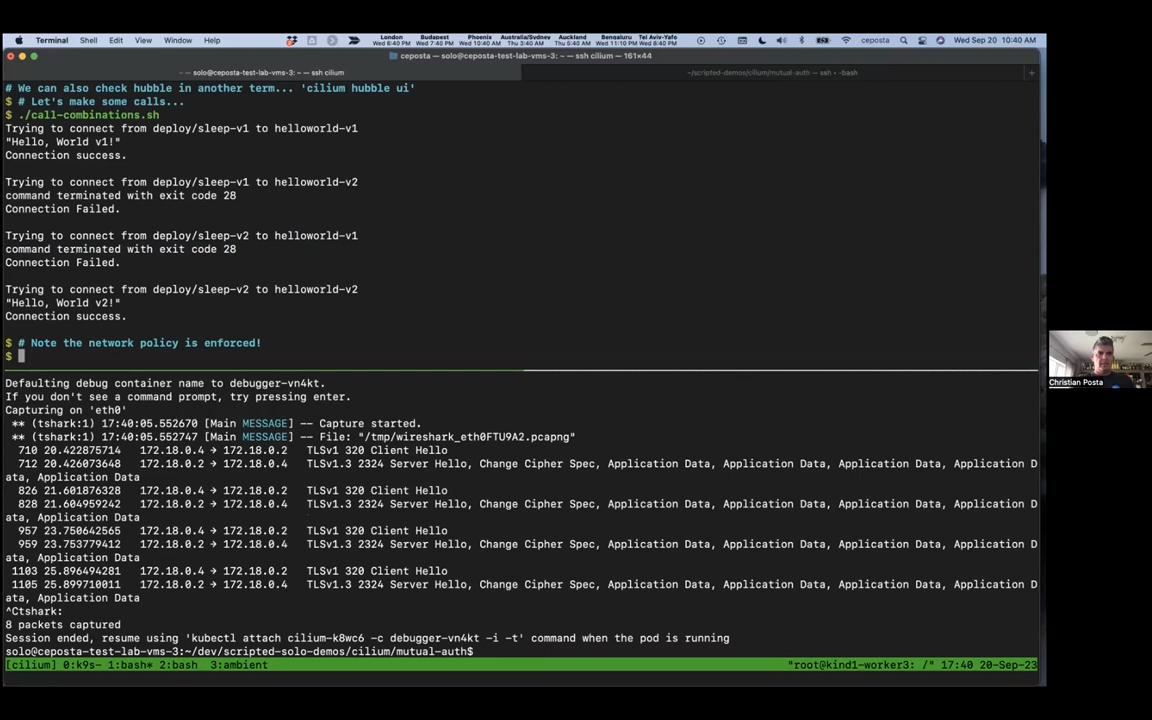 Terminal Shell Edit View Window Help London Budapest Phoenix Australia/Sydney Auckland Bengaluru Tel Aviv-Yafo ceposta Wed Sep 20 10:40 AM
Wed 6:40 PM Wed 7:40 PM Wed 10:40 AM Thu 3:40 AM Thu 5:40 AM Wed 11:10 PM Wed 8:40 PM
ceposta — solo@ceposta-test-lab-vms-3: ~ — ssh cilium — 161×44
~ — solo@ceposta-test-lab-vms-3: ~ — ssh cilium ~/scripted-demos/cilium/mutual-auth — ssh • -bash +
# We can also check hubble in another term... 'cilium hubble ui'
$ # Let's make some calls...
$ ./call-combinations.sh
Trying to connect from deploy/sleep-v1 to helloworld-v1
"Hello, World v1!"
Connection success.
Trying to connect from deploy/sleep-v1 to helloworld-v2
command terminated with exit code 28
Connection Failed.
Trying to connect from deploy/sleep-v2 to helloworld-v1
command terminated with exit code 28
Connection Failed.
Trying to connect from deploy/sleep-v2 to helloworld-v2
"Hello, World v2!"
Connection success.
$ # Note the network policy is enforced!
$
Christian Posta
Defaulting debug container name to debugger-vn4kt.
If you don't see a command prompt, try pressing enter.
Capturing on 'eth0'
** (tshark:1) 17:40:05.552670 [Main MESSAGE] -- Capture started.
** (tshark:1) 17:40:05.552747 [Main MESSAGE] -- File: "/tmp/wireshark_eth0FTU9A2.pcapng"
710 20.422875714 172.18.0.4 → 172.18.0.2 TLSv1 320 Client Hello
712 20.426073648 172.18.0.2 → 172.18.0.4 TLSv1.3 2324 Server Hello, Change Cipher Spec, Application Data, Application Data, Application Data, Application D
ata, Application Data
826 21.601876328 172.18.0.4 → 172.18.0.2 TLSv1 320 Client Hello
828 21.604959242 172.18.0.2 → 172.18.0.4 TLSv1.3 2324 Server Hello, Change Cipher Spec, Application Data, Application Data, Application Data, Application D
ata, Application Data
957 23.750642565 172.18.0.4 → 172.18.0.2 TLSv1 320 Client Hello
959 23.753779412 172.18.0.2 → 172.18.0.4 TLSv1.3 2324 Server Hello, Change Cipher Spec, Application Data, Application Data, Application Data, Application D
ata, Application Data
1103 25.896494281 172.18.0.4 → 172.18.0.2 TLSv1 320 Client Hello
1105 25.899710011 172.18.0.2 → 172.18.0.4 TLSv1.3 2324 Server Hello, Change Cipher Spec, Application Data, Application Data, Application Data, Application D
ata, Application Data
^Ctshark:
8 packets captured
Session ended, resume using 'kubectl attach cilium-k8wc6 -c debugger-vn4kt -i -t' command when the pod is running
solo@ceposta-test-lab-vms-3:~/dev/scripted-solo-demos/cilium/mutual-auth$
[cilium] 0:k9s- 1:bash* 2:bash 3:ambient "root@kind1-worker3: /" 17:40 20-Sep-23